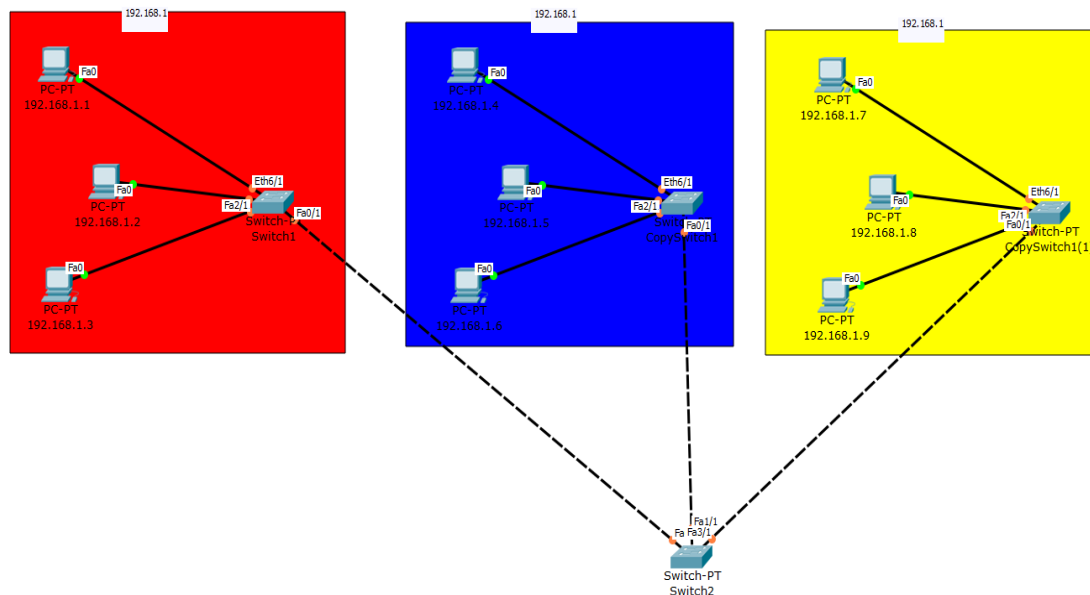 192.168.1
Fa0
PC-PT
192.168.1.1
Fa0
PC-PT
192.168.1.2
Fa0
PC-PT
192.168.1.3
Eth6/1
Fa2/1
Fa0/1
Switch1
192.168.1
Fa0
PC-PT
192.168.1.4
Fa0
PC-PT
192.168.1.5
Fa0
PC-PT
192.168.1.6
Eth6/1
Fa2/1
Fa0/1
CopySwitch1
192.168.1
Fa0
PC-PT
192.168.1.7
Fa0
PC-PT
192.168.1.8
Fa0
PC-PT
192.168.1.9
Eth6/1
Fa2/1
Fa0/1
Switch-PT
CopySwitch1(1
Fa1/1
Fa
Fa3/1
Switch-PT
Switch2